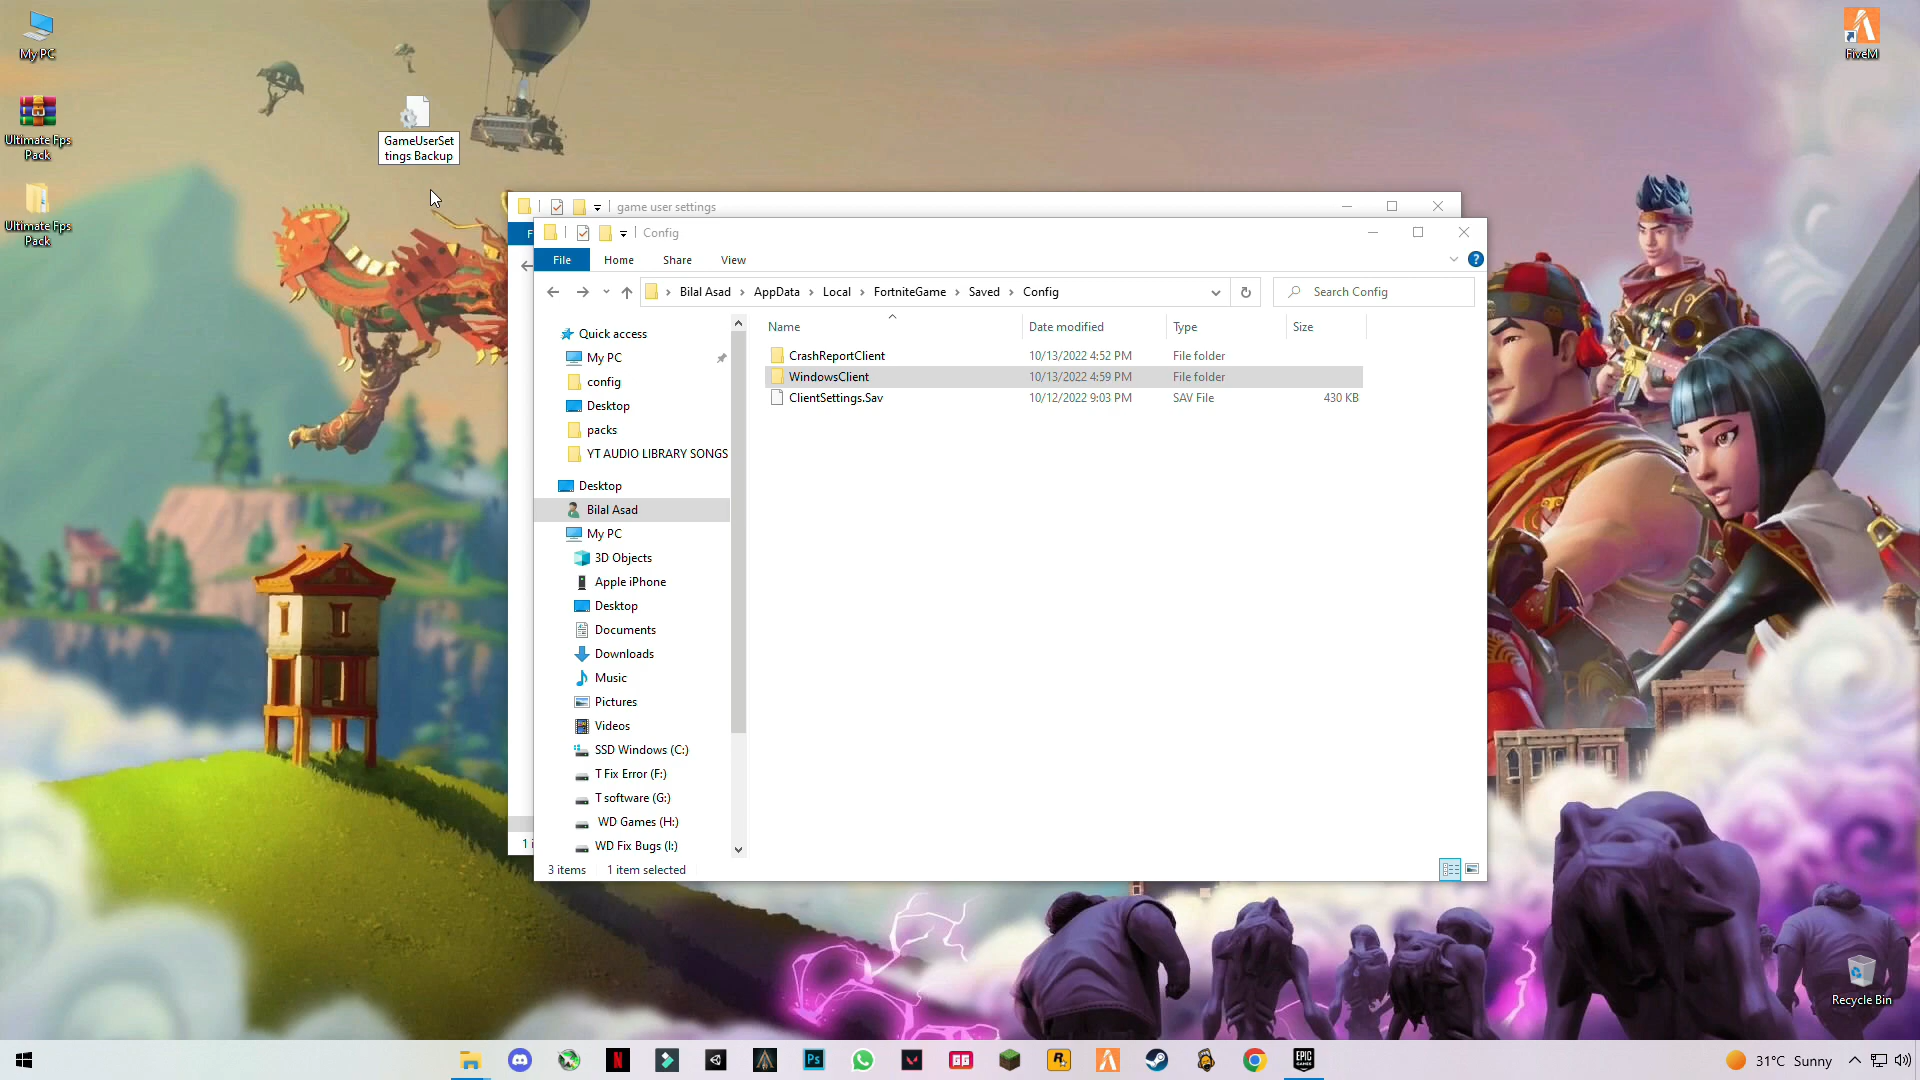 My PC
Ultimate Fps
Pack
Ultimate Fps
Pack
GameUserSet
tings Backup
FiveM
Recycle Bin
game user settings
F
1 i
Config
File
Home
Share
View
?
Bilal Asad
AppData
Local
FortniteGame
Saved
Config
Search Config
Quick access
My PC
config
Desktop
packs
YT AUDIO LIBRARY SONGS
Desktop
Bilal Asad
My PC
3D Objects
Apple iPhone
Desktop
Documents
Downloads
Music
Pictures
Videos
SSD Windows (C:)
T Fix Error (F:)
T software (G:)
WD Games (H:)
WD Fix Bugs (I:)
Name Date modified Type Size
CrashReportClient 10/13/2022 4:52 PM File folder
WindowsClient 10/13/2022 4:59 PM File folder
ClientSettings.Sav 10/12/2022 9:03 PM SAV File 430 KB
3 items 1 item selected
N
Ps
GG
R
EPIC
GAMES
31°C Sunny